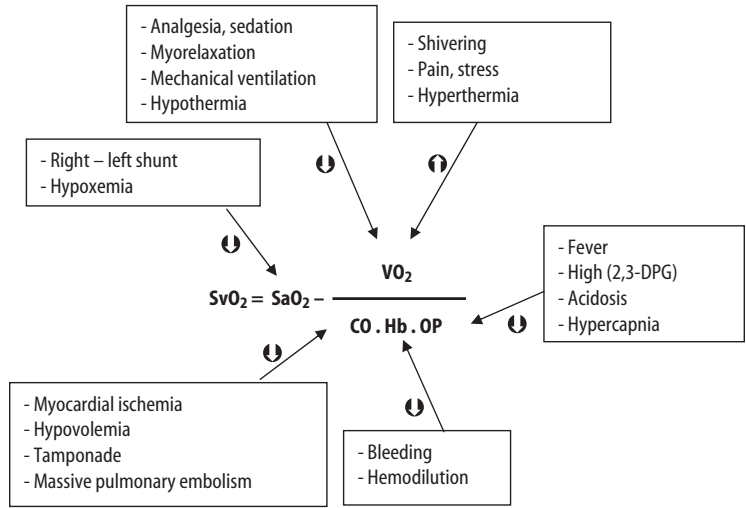 - Analgesia, sedation
- Myorelaxation
- Mechanical ventilation
- Hypothermia
- Shivering
- Pain, stress
- Hyperthermia
- Right – left shunt
- Hypoxemia
- Fever
- High (2,3-DPG)
- Acidosis
- Hypercapnia
VO₂
SvO₂ = SaO₂ –
CO . Hb . OP
- Myocardial ischemia
- Hypovolemia
- Tamponade
- Massive pulmonary embolism
- Bleeding
- Hemodilution